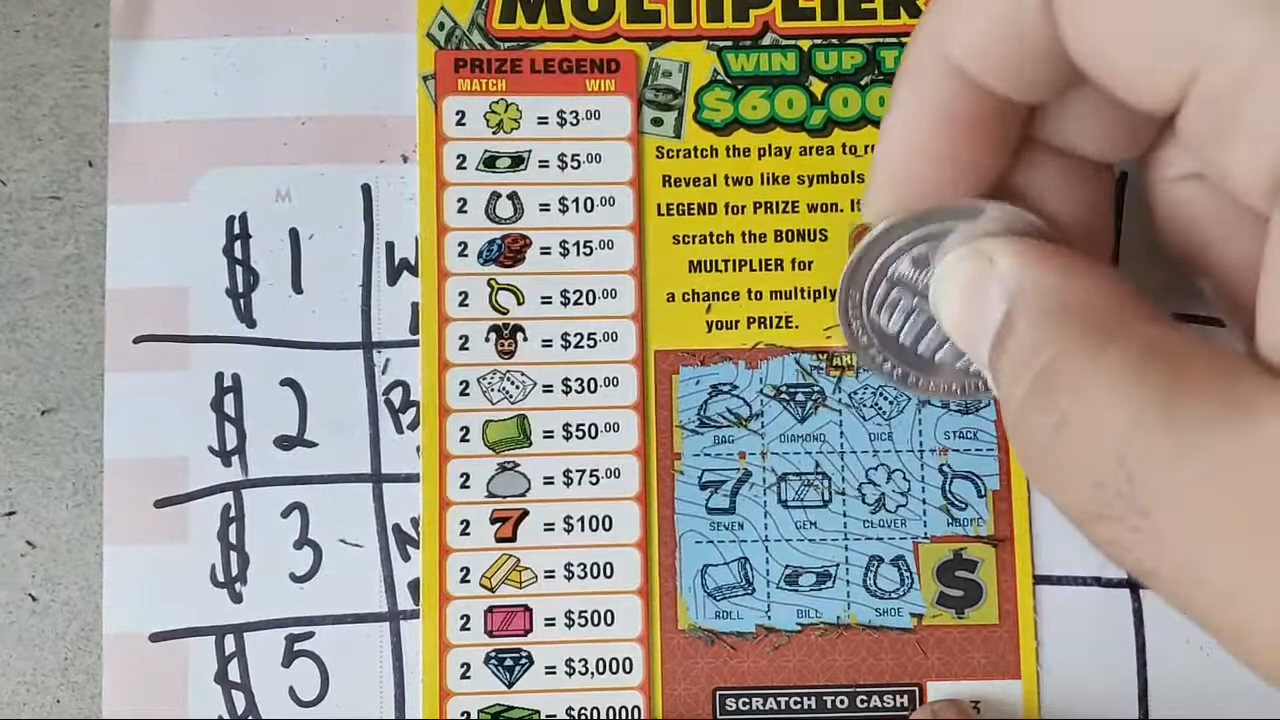 MULTIPLIER
WIN UP T
$60,00
PRIZE LEGEND
MATCH WIN
2 = $3.00
2 = $5.00
2 = $10.00
2 = $15.00
2 = $20.00
2 = $25.00
2 = $30.00
2 = $50.00
2 = $75.00
2 = $100
2 = $300
2 = $500
2 = $3,000
2 = $60,000
Scratch the play area to
Reveal two like symbols
LEGEND for PRIZE won. If
scratch the BONUS
MULTIPLIER for
a chance to multiply
your PRIZE.
BAG DIAMOND DICE STACK
7
SEVEN GEM CLOVER WBONE
ROLL BILL SHOE
$
SCRATCH TO CASH
3
M
$ 1
$ 2
$ 3 -
$ 5
W
B
N